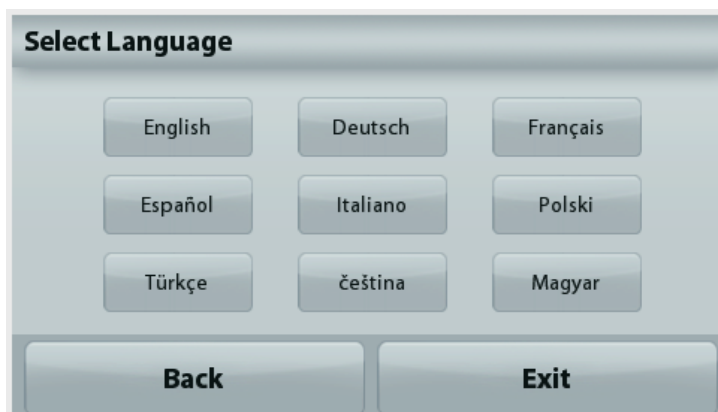 Select Language
English Deutsch Français
Español Italiano Polski
Türkçe čeština Magyar
Back Exit